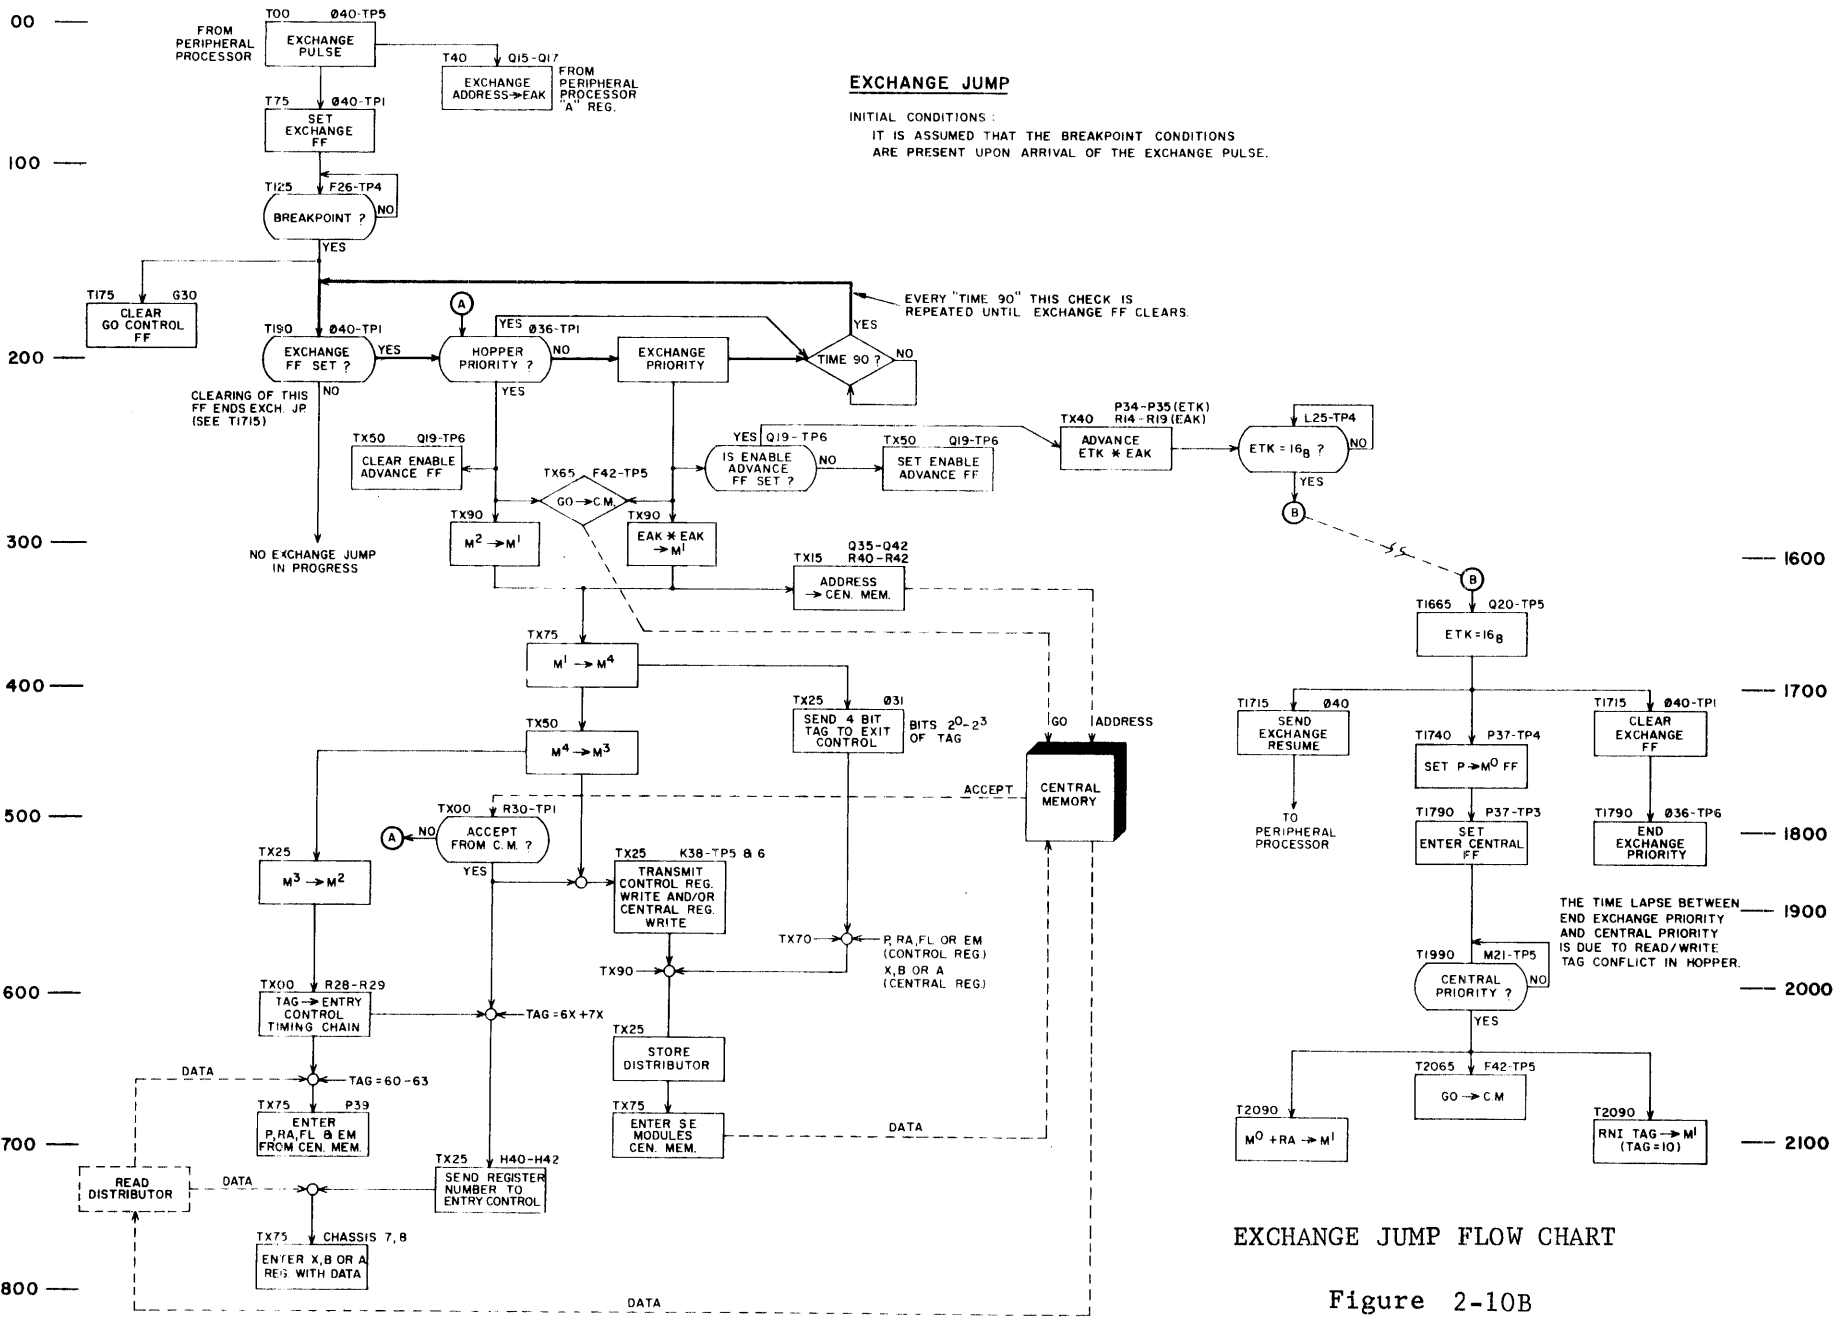 00
100
200
300
400
500
600
700
800
FROM
PERIPHERAL
PROCESSOR
T00 Ø40-TP5
EXCHANGE
PULSE
T40 Q15-Q17
EXCHANGE
ADDRESS→EAK
FROM
PERIPHERAL
PROCESSOR
"A" REG.
T75 Ø40-TP1
SET
EXCHANGE
FF
T125 F26-TP4
BREAKPOINT ?
NO
YES
EXCHANGE JUMP
INITIAL CONDITIONS :
IT IS ASSUMED THAT THE BREAKPOINT CONDITIONS
ARE PRESENT UPON ARRIVAL OF THE EXCHANGE PULSE.
T175 G30
CLEAR
GO CONTROL
FF
T190 Ø40-TP1
EXCHANGE
FF SET ?
YES
NO
CLEARING OF THIS
FF ENDS EXCH. JP.
(SEE T1715)
NO EXCHANGE JUMP
IN PROGRESS
A
YES Ø36-TP1
HOPPER
PRIORITY ?
NO
YES
EXCHANGE
PRIORITY
TIME 90 ?
YES
NO
EVERY "TIME 90" THIS CHECK IS
REPEATED UNTIL EXCHANGE FF CLEARS.
TX50 Q19-TP6
CLEAR ENABLE
ADVANCE FF
TX65 F42-TP5
GO→C.M.
YES Q19-TP6
IS ENABLE
ADVANCE
FF SET ?
NO
TX50 Q19-TP6
SET ENABLE
ADVANCE FF
P34-P35(ETK)
TX40 R14-R19(EAK)
ADVANCE
ETK * EAK
L25-TP4
ETK=16₈ ?
NO
YES
B
TX90
M² →M¹
TX90
EAK * EAK
→M¹
Q35-Q42
TX15 R40-R42
ADDRESS
→CEN. MEM.
TX75
M¹ →M⁴
TX50
M⁴→M³
TX25 Ø31
SEND 4 BIT
TAG TO EXIT
CONTROL
BITS 2⁰-2³
OF TAG
GO
ADDRESS
CENTRAL
MEMORY
ACCEPT
TX00 R30-TP1
ACCEPT
FROM C.M. ?
NO
A
YES
TX25
M³ →M²
TX25 K38-TP5 & 6
TRANSMIT
CONTROL REG.
WRITE AND/OR
CENTRAL REG.
WRITE
TX70
P, RA, FL OR EM
(CONTROL REG.)
X, B OR A
(CENTRAL REG.)
TX90
TX00 R28-R29
TAG→ENTRY
CONTROL
TIMING CHAIN
TAG=6X+7X
TX25
STORE
DISTRIBUTOR
DATA
TAG=60-63
TX75 P39
ENTER
P, RA, FL & EM
FROM CEN. MEM.
TX75
ENTER SE
MODULES
CEN. MEM.
DATA
READ
DISTRIBUTOR
DATA
TX25 H40-H42
SEND REGISTER
NUMBER TO
ENTRY CONTROL
TX75 CHASSIS 7, 8
ENTER X, B OR A
REG. WITH DATA
DATA
1600
1700
1800
1900
2000
2100
B
T1665 Q20-TP5
ETK=16₈
T1715 Ø40
SEND
EXCHANGE
RESUME
TO
PERIPHERAL
PROCESSOR
T1740 P37-TP4
SET P→M⁰ FF
T1715 Ø40-TP1
CLEAR
EXCHANGE
FF
T1790 P37-TP3
SET
ENTER CENTRAL
FF
T1790 Ø36-TP6
END
EXCHANGE
PRIORITY
THE TIME LAPSE BETWEEN
END EXCHANGE PRIORITY
AND CENTRAL PRIORITY
IS DUE TO READ/WRITE
TAG CONFLICT IN HOPPER.
T1990 M21-TP5
CENTRAL
PRIORITY ?
NO
YES
T2065 F42-TP5
GO→C M
T2090
M⁰ +RA →M¹
T2090
RNI TAG→M¹
(TAG=10)
EXCHANGE JUMP FLOW CHART
Figure 2-10B